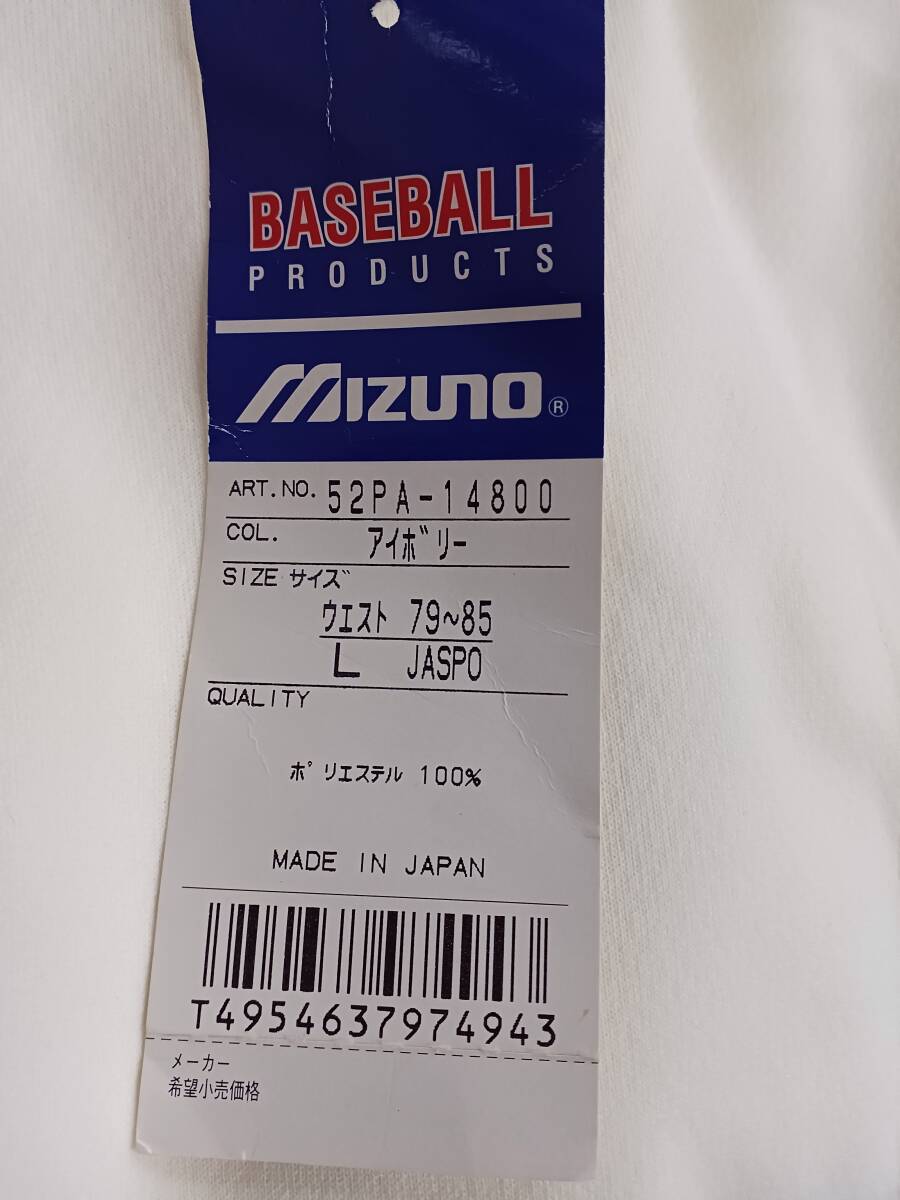 BASEBALL
PRODUCTS
MIZUNO®
ART.NO. 52PA-14800
COL. アイボリー
SIZE サイズ
ウエスト 79~85
L JASPO
QUALITY
ポリエステル 100%
MADE IN JAPAN
T4954637974943
メーカー
希望小売価格